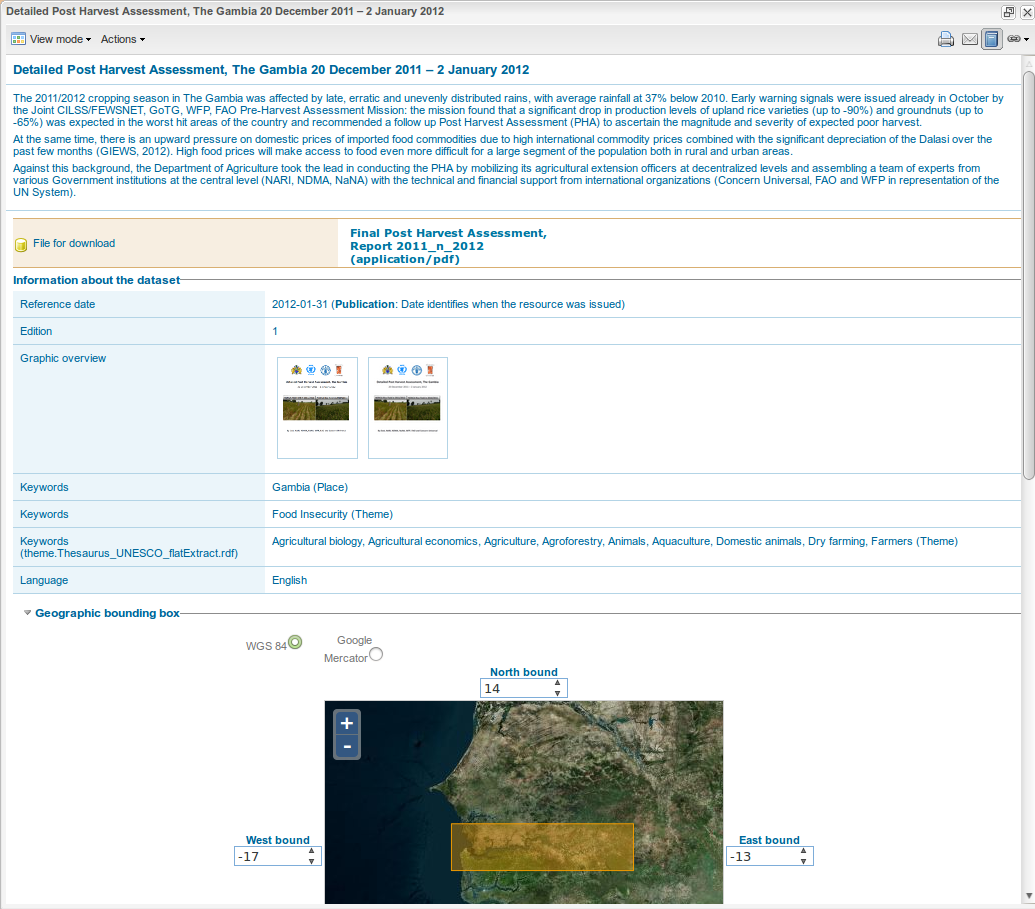 Detailed Post Harvest Assessment, The Gambia 20 December 2011 – 2 January 2012
View mode Actions
Detailed Post Harvest Assessment, The Gambia 20 December 2011 – 2 January 2012
The 2011/2012 cropping season in The Gambia was affected by late, erratic and unevenly distributed rains, with average rainfall at 37% below 2010. Early warning signals were issued already in October by
the Joint CILSS/FEWSNET, GoTG, WFP, FAO Pre-Harvest Assessment Mission: the mission found that a significant drop in production levels of upland rice varieties (up to -90%) and groundnuts (up to
-65%) was expected in the worst hit areas of the country and recommended a follow up Post Harvest Assessment (PHA) to ascertain the magnitude and severity of expected poor harvest.
At the same time, there is an upward pressure on domestic prices of imported food commodities due to high international commodity prices combined with the significant depreciation of the Dalasi over the
past few months (GIEWS, 2012). High food prices will make access to food even more difficult for a large segment of the population both in rural and urban areas.
Against this background, the Department of Agriculture took the lead in conducting the PHA by mobilizing its agricultural extension officers at decentralized levels and assembling a team of experts from
various Government institutions at the central level (NARI, NDMA, NaNA) with the technical and financial support from international organizations (Concern Universal, FAO and WFP in representation of the
UN System).
File for download
Final Post Harvest Assessment,
Report 2011_n_2012
(application/pdf)
Information about the dataset
Reference date 2012-01-31 (Publication: Date identifies when the resource was issued)
Edition 1
Graphic overview
Keywords Gambia (Place)
Keywords Food Insecurity (Theme)
Keywords
(theme.Thesaurus_UNESCO_flatExtract.rdf)
Agricultural biology, Agricultural economics, Agriculture, Agroforestry, Animals, Aquaculture, Domestic animals, Dry farming, Farmers (Theme)
Language English
Geographic bounding box
WGS 84
Google
Mercator
North bound
14
+
-
West bound
-17
East bound
-13